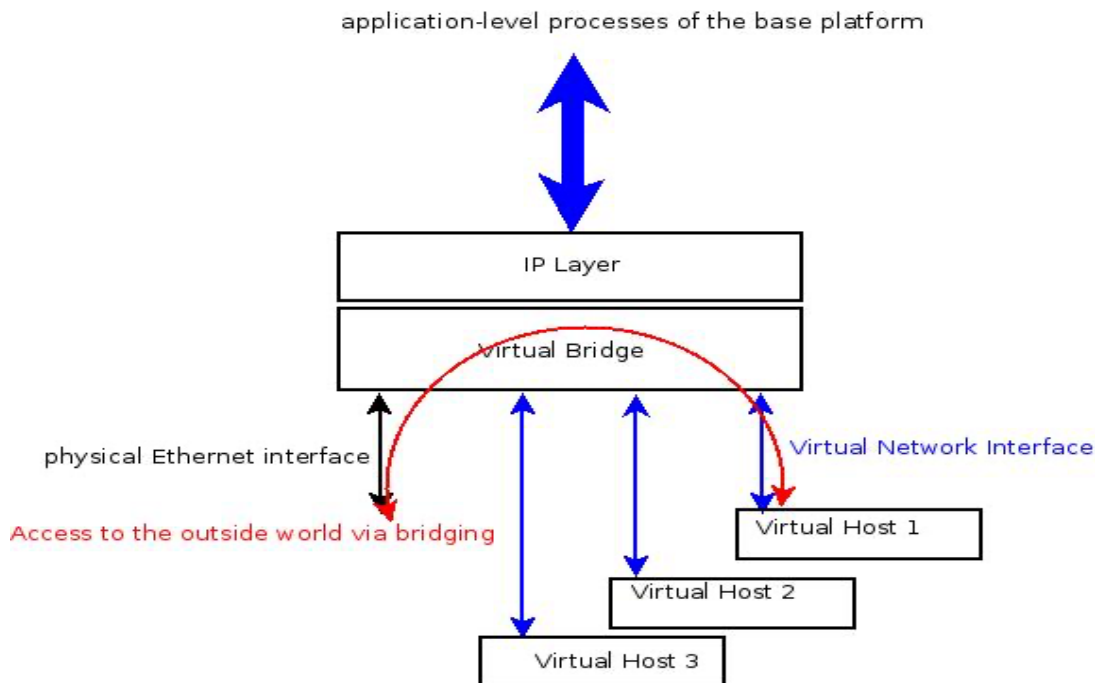 application-level processes of the base platform
IP Layer
Virtual Bridge
physical Ethernet interface
Virtual Network Interface
Access to the outside world via bridging
Virtual Host 1
Virtual Host 2
Virtual Host 3